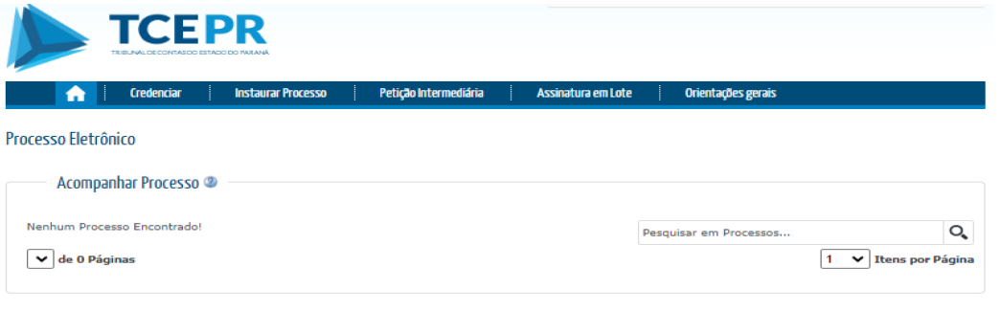 TCEPR
TRIBUNAL DE CONTAS DO ESTADO DO PARANÁ
Credenciar
Instaurar Processo
Petição Intermediária
Assinatura em Lote
Orientações gerais
Processo Eletrônico
Acompanhar Processo ?
Nenhum Processo Encontrado!
Pesquisar em Processos...
de 0 Páginas
1 Itens por Página